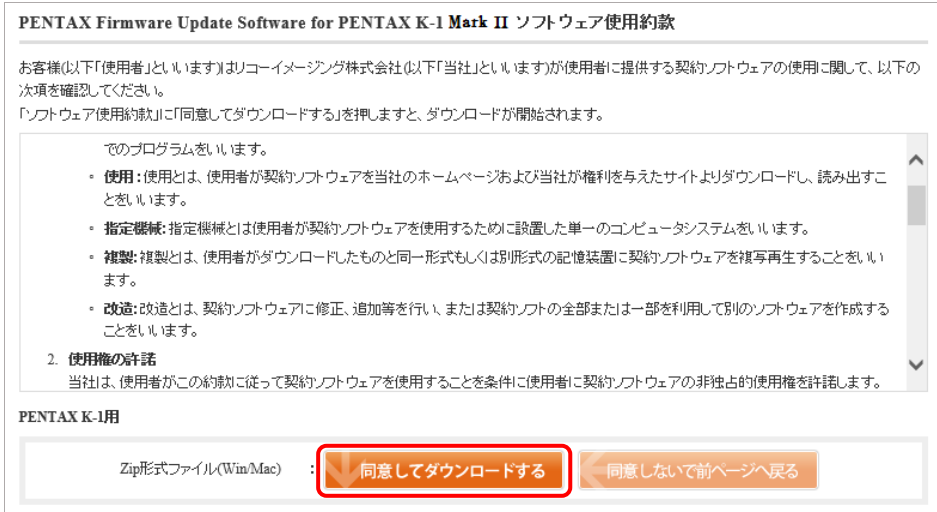 PENTAX Firmware Update Software for PENTAX K-1 Mark II ソフトウェア使用約款
お客様(以下「使用者」といいます)はリコーイメージング株式会社(以下「当社」といいます)が使用者に提供する契約ソフトウェアの使用に関して、以下の
次項を確認してください。
「ソフトウェア使用約款」に「同意してダウンロードする」を押しますと、ダウンロードが開始されます。
でのプログラムをいいます。
◦ 使用:使用とは、使用者が契約ソフトウェアを当社のホームページおよび当社が権利を与えたサイトよりダウンロードし、読み出すこ
とをいいます。
◦ 指定機械:指定機械とは使用者が契約ソフトウェアを使用するために設置した単一のコンピュータシステムをいいます。
◦ 複製:複製とは、使用者がダウンロードしたものと同一形式もしくは別形式の記憶装置に契約ソフトウェアを複写再生することをいい
ます。
◦ 改造:改造とは、契約ソフトウェアに修正、追加等を行い、または契約ソフトの全部または一部を利用して別のソフトウェアを作成する
ことをいいます。
2. 使用権の許諾
当社は、使用者がこの約款に従って契約ソフトウェアを使用することを条件に使用者に契約ソフトウェアの非独占的使用権を許諾します。
PENTAX K-1用
Zip形式ファイル(Win/Mac) : 同意してダウンロードする 同意しないで前ページへ戻る